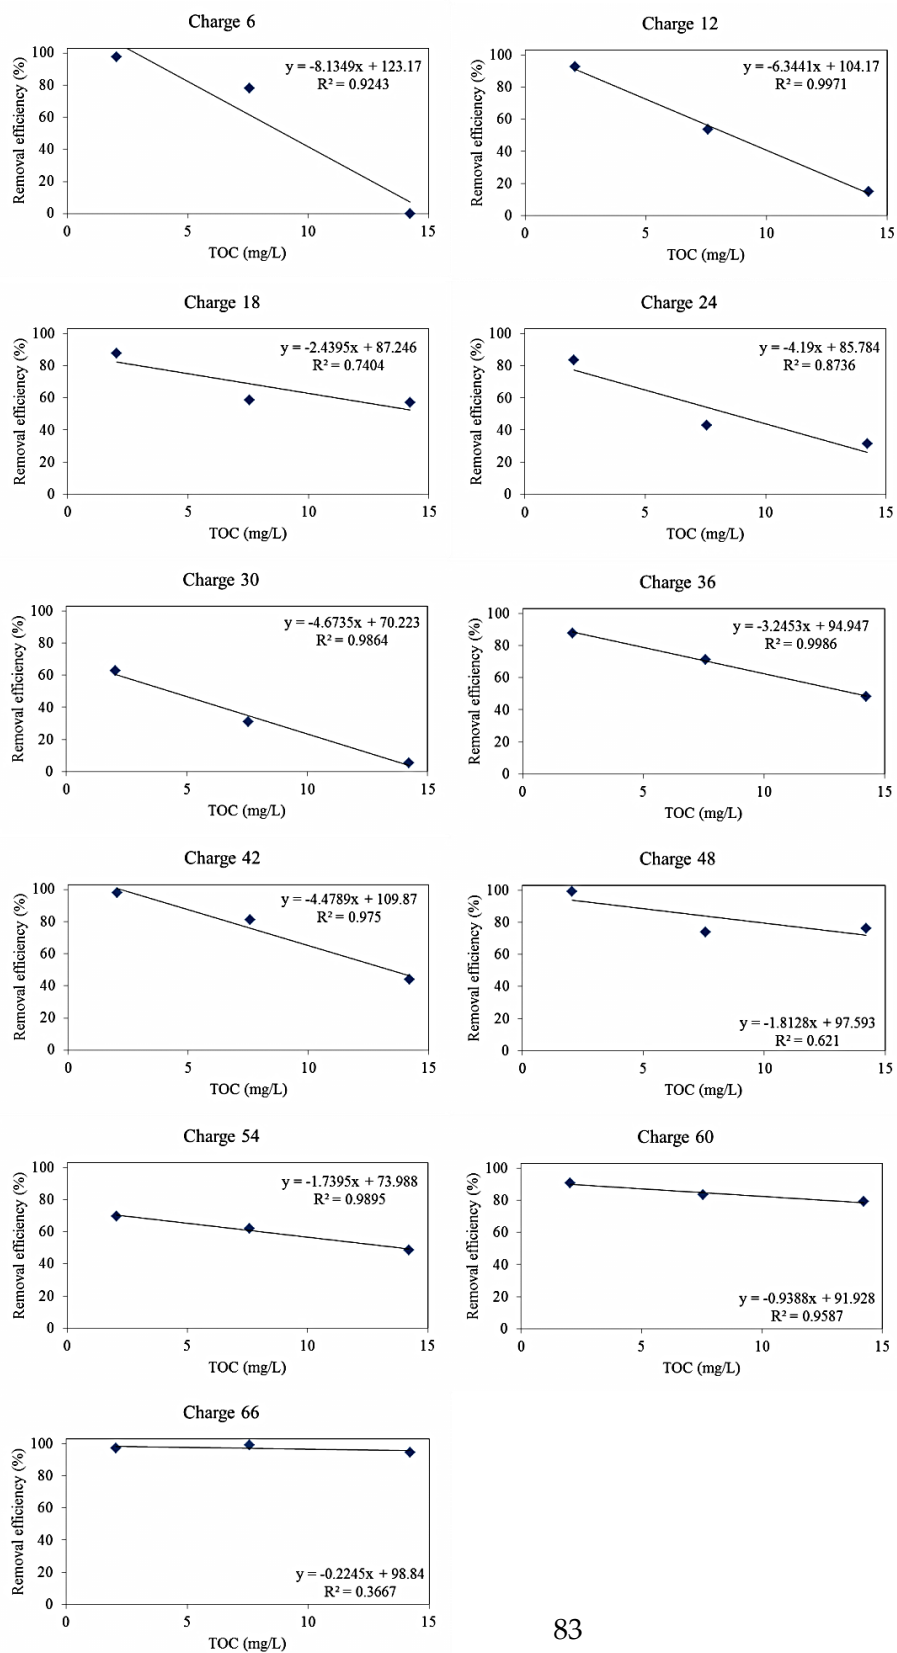 Charge 6
Removal efficiency (%)
100
80
60
40
20
0
y = -8.1349x + 123.17
R² = 0.9243
0 5 10 15
TOC (mg/L)
Charge 12
Removal efficiency (%)
100
80
60
40
20
0
y = -6.3441x + 104.17
R² = 0.9971
0 5 10 15
TOC (mg/L)
Charge 18
Removal efficiency (%)
100
80
60
40
20
0
y = -2.4395x + 87.246
R² = 0.7404
0 5 10 15
TOC (mg/L)
Charge 24
Removal efficiency (%)
100
80
60
40
20
0
y = -4.19x + 85.784
R² = 0.8736
0 5 10 15
TOC (mg/L)
Charge 30
Removal efficiency (%)
100
80
60
40
20
0
y = -4.6735x + 70.223
R² = 0.9864
0 5 10 15
TOC (mg/L)
Charge 36
Removal efficiency (%)
100
80
60
40
20
0
y = -3.2453x + 94.947
R² = 0.9986
0 5 10 15
TOC (mg/L)
Charge 42
Removal efficiency (%)
100
80
60
40
20
0
y = -4.4789x + 109.87
R² = 0.975
0 5 10 15
TOC (mg/L)
Charge 48
Removal efficiency (%)
100
80
60
40
20
0
y = -1.8128x + 97.593
R² = 0.621
0 5 10 15
TOC (mg/L)
Charge 54
Removal efficiency (%)
100
80
60
40
20
0
y = -1.7395x + 73.988
R² = 0.9895
0 5 10 15
TOC (mg/L)
Charge 60
Removal efficiency (%)
100
80
60
40
20
0
y = -0.9388x + 91.928
R² = 0.9587
0 5 10 15
TOC (mg/L)
Charge 66
Removal efficiency (%)
100
80
60
40
20
0
y = -0.2245x + 98.84
R² = 0.3667
0 5 10 15
TOC (mg/L)
83